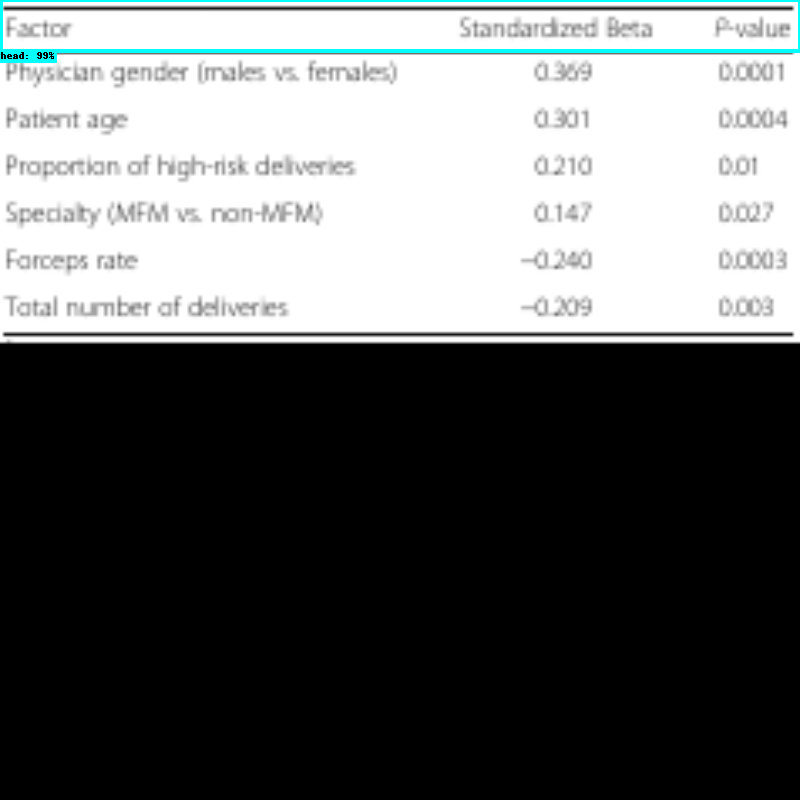 Factor Standardized Beta P-value
head: 99%
Physician gender (males vs. females) 0.369 0.0001
Patient age 0.301 0.0004
Proportion of high-risk deliveries 0.210 0.01
Specialty (MFM vs. non-MFM) 0.147 0.027
Forceps rate −0.240 0.0003
Total number of deliveries −0.209 0.003